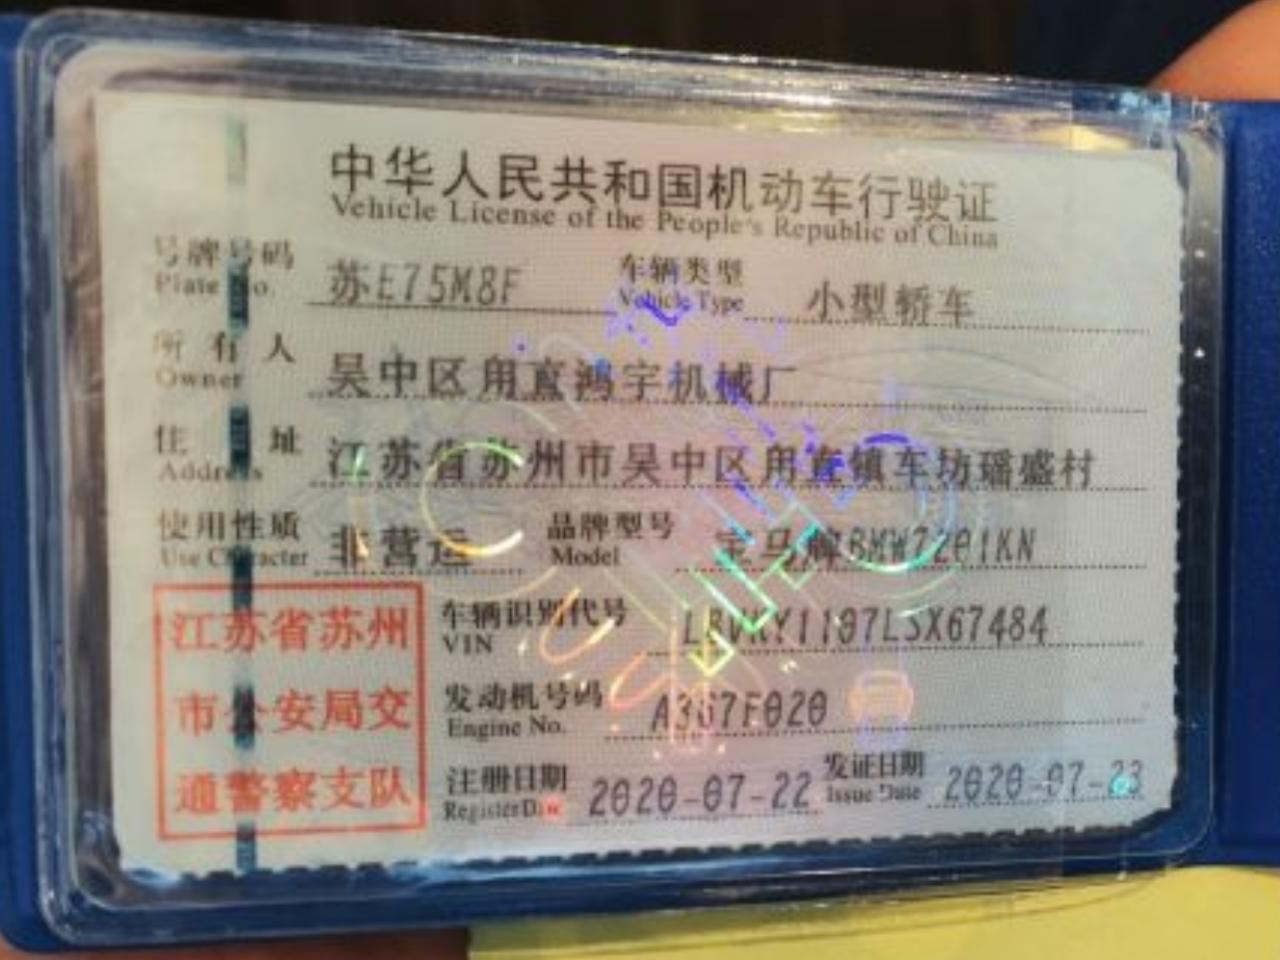 中华人民共和国机动车行驶证
Vehicle License of the People's Republic of China
号牌号码 苏E75M8F 车辆类型 小型轿车
Plate No. Vehicle Type
所有人 吴中区甪直鸿宇机械厂
Owner
住址 江苏省苏州市吴中区甪直镇车坊瑶盛村
Address
使用性质 非营运 品牌型号 宝马牌BMW7201KN
Use Character Model
江苏省苏州
市公安局交
通警察支队
车辆识别代号
VIN
发动机号码
Engine No.
注册日期 2020-07-22 发证日期 2020-07-23
Register Date Issue Date